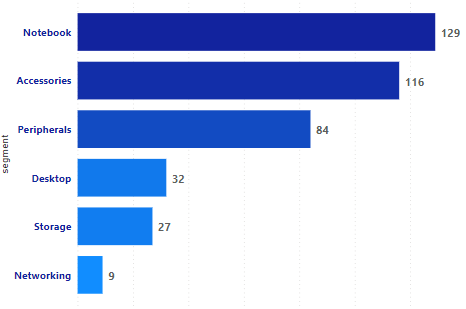 segment
Notebook 129
Accessories 116
Peripherals 84
Desktop 32
Storage 27
Networking 9